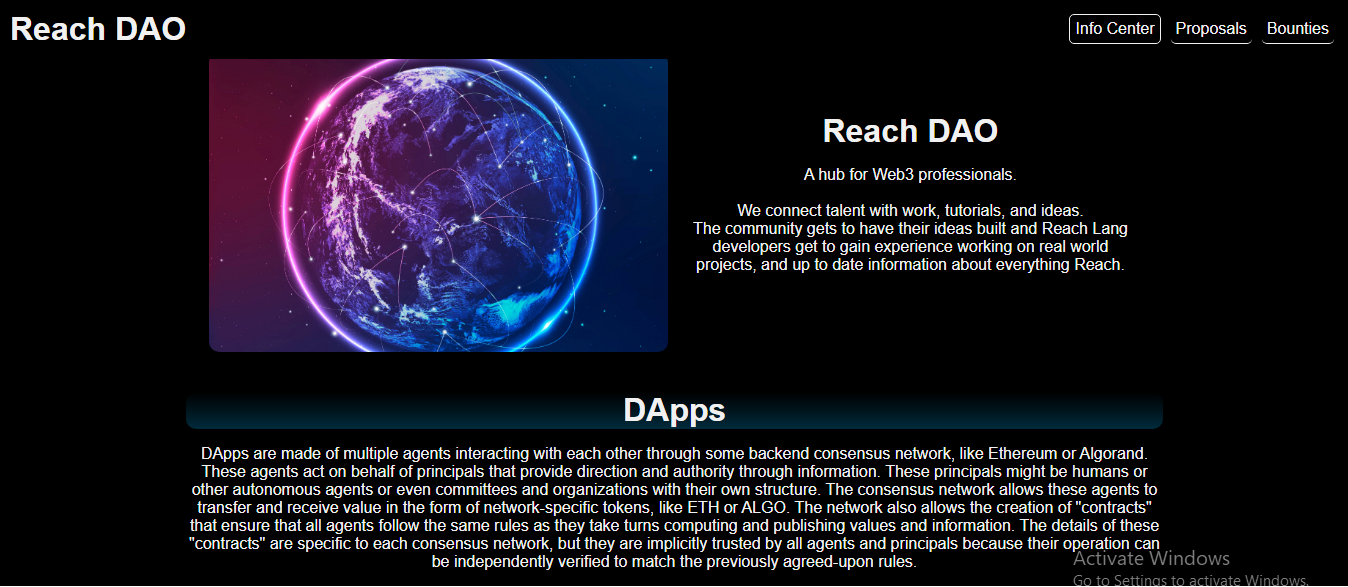 Reach DAO
Info Center
Proposals
Bounties
Reach DAO
A hub for Web3 professionals.
We connect talent with work, tutorials, and ideas.
The community gets to have their ideas built and Reach Lang
developers get to gain experience working on real world
projects, and up to date information about everything Reach.
DApps
DApps are made of multiple agents interacting with each other through some backend consensus network, like Ethereum or Algorand.
These agents act on behalf of principals that provide direction and authority through information. These principals might be humans or
other autonomous agents or even committees and organizations with their own structure. The consensus network allows these agents to
transfer and receive value in the form of network-specific tokens, like ETH or ALGO. The network also allows the creation of "contracts"
that ensure that all agents follow the same rules as they take turns computing and publishing values and information. The details of these
"contracts" are specific to each consensus network, but they are implicitly trusted by all agents and principals because their operation can
be independently verified to match the previously agreed-upon rules.
Activate Windows
Go to Settings to activate Windows.